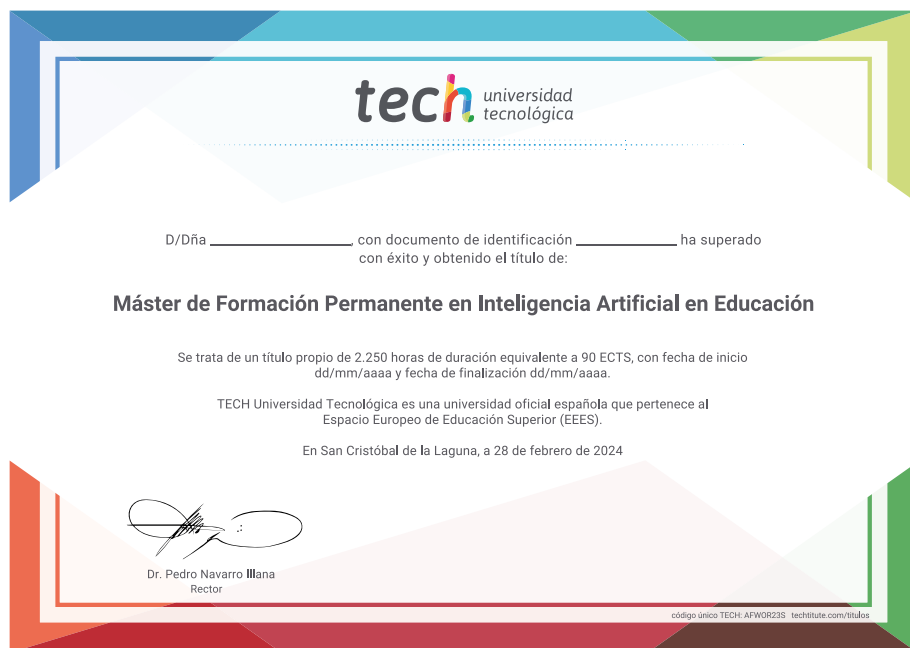 tech universidad
tecnológica
D/Dña ______________, con documento de identificación __________ ha superado
con éxito y obtenido el título de:
Máster de Formación Permanente en Inteligencia Artificial en Educación
Se trata de un título propio de 2.250 horas de duración equivalente a 90 ECTS, con fecha de inicio
dd/mm/aaaa y fecha de finalización dd/mm/aaaa.
TECH Universidad Tecnológica es una universidad oficial española que pertenece al
Espacio Europeo de Educación Superior (EEES).
En San Cristóbal de la Laguna, a 28 de febrero de 2024
Dr. Pedro Navarro Illana
Rector
código único TECH: AFWOR23S techtitute.com/titulos